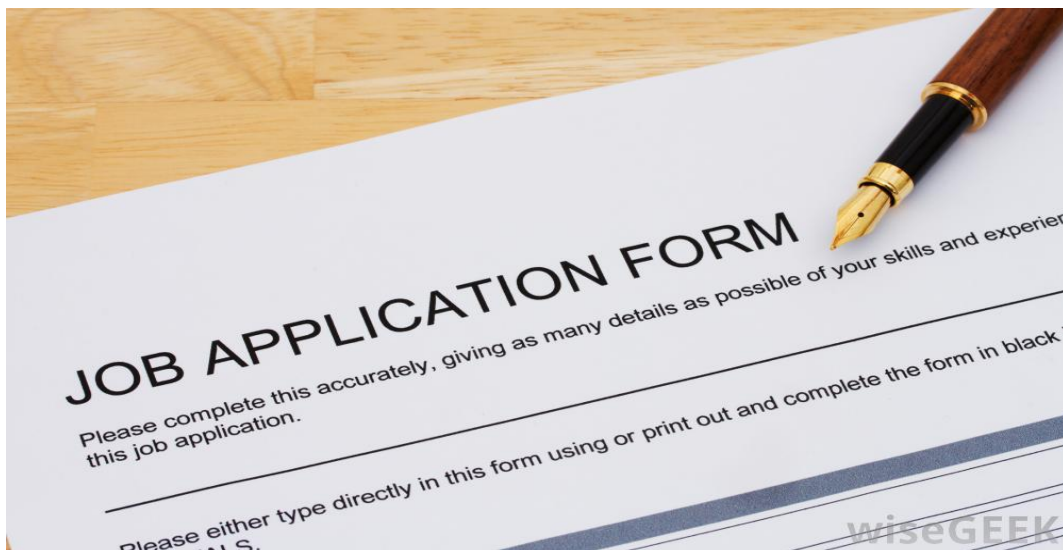 JOB APPLICATION FORM
Please complete this accurately, giving as many details as possible of your skills and
this job application.
Please either type directly in this form using or print out and complete the form in black
wiseGEEK